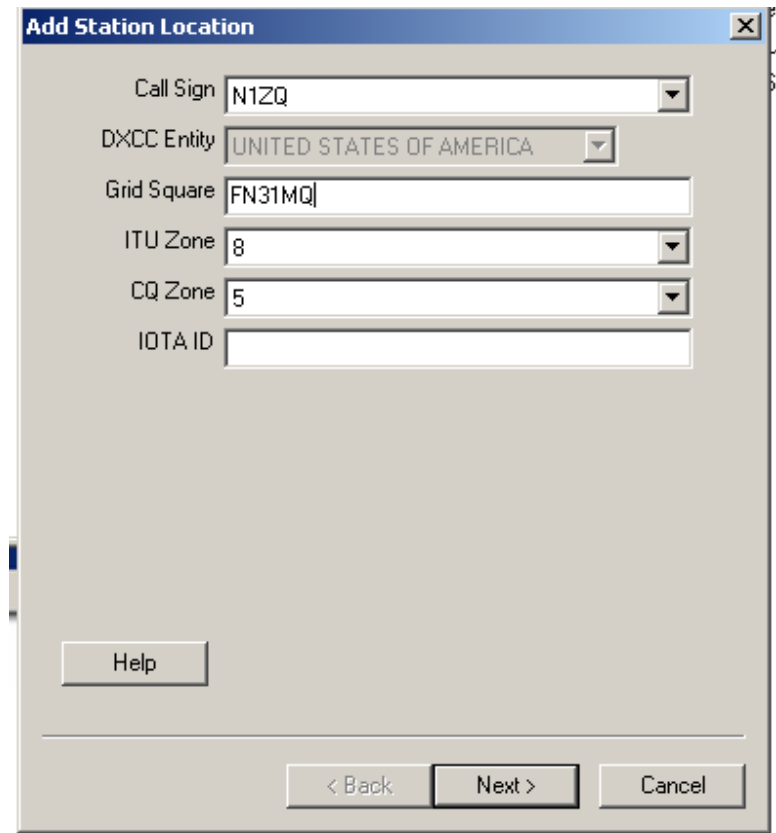 Add Station Location
Call Sign N1ZQ
DXCC Entity UNITED STATES OF AMERICA
Grid Square FN31MQ
ITU Zone 8
CQ Zone 5
IOTA ID
Help
< Back Next > Cancel